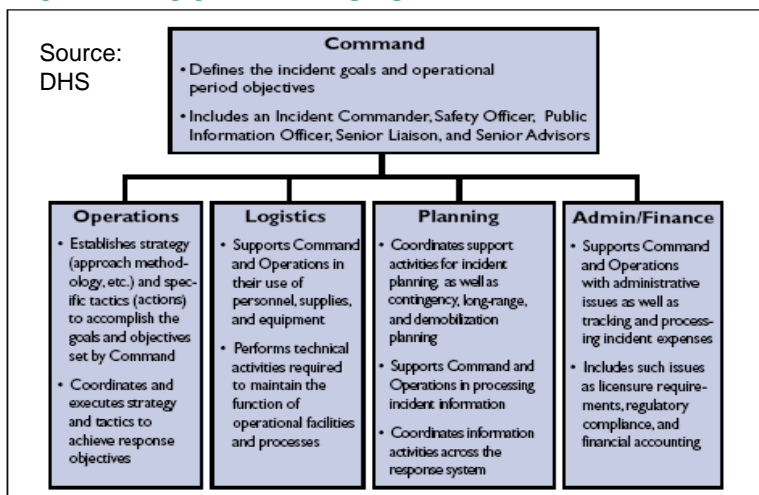 Source:
DHS
Command
• Defines the incident goals and operational
period objectives
• Includes an Incident Commander, Safety Officer, Public
Information Officer, Senior Liaison, and Senior Advisors
Operations
• Establishes strategy
(approach method-
ology, etc.) and spec-
ific tactics (actions)
to accomplish the
goals and objectives
set by Command
• Coordinates and
executes strategy
and tactics to
achieve response
objectives
Logistics
• Supports Command
and Operations in
their use of
personnel, supplies,
and equipment
• Performs technical
activities required
to maintain the
function of
operational facilities
and processes
Planning
• Coordinates support
activities for incident
planning, as well as
contingency, long-range,
and demobilization
planning
• Supports Command and
Operations in processing
incident information
• Coordinates information
activities across the
response system
Admin/Finance
• Supports Command
and Operations
with administrative
issues as well as
tracking and process-
ing incident expenses
• Includes such issues
as licensure require-
ments, regulatory
compliance, and
financial accounting